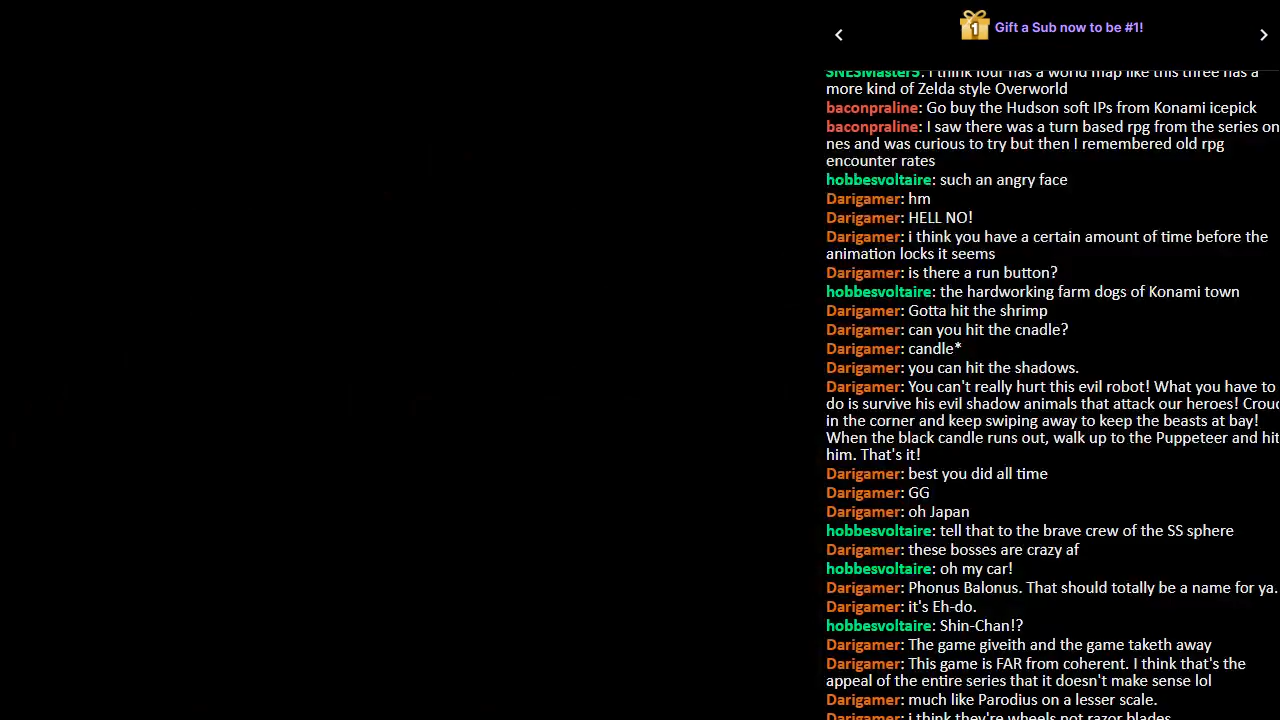 1 Gift a Sub now to be #1!
SNESMaster5: I think four has a world map like this three has a
more kind of Zelda style Overworld
baconpraline: Go buy the Hudson soft IPs from Konami icepick
baconpraline: I saw there was a turn based rpg from the series on
nes and was curious to try but then I remembered old rpg
encounter rates
hobbesvoltaire: such an angry face
Darigamer: hm
Darigamer: HELL NO!
Darigamer: i think you have a certain amount of time before the
animation locks it seems
Darigamer: is there a run button?
hobbesvoltaire: the hardworking farm dogs of Konami town
Darigamer: Gotta hit the shrimp
Darigamer: can you hit the cnadle?
Darigamer: candle*
Darigamer: you can hit the shadows.
Darigamer: You can't really hurt this evil robot! What you have to
do is survive his evil shadow animals that attack our heroes! Crouc
in the corner and keep swiping away to keep the beasts at bay!
When the black candle runs out, walk up to the Puppeteer and hit
him. That's it!
Darigamer: best you did all time
Darigamer: GG
Darigamer: oh Japan
hobbesvoltaire: tell that to the brave crew of the SS sphere
Darigamer: these bosses are crazy af
hobbesvoltaire: oh my car!
Darigamer: Phonus Balonus. That should totally be a name for ya.
Darigamer: it's Eh-do.
hobbesvoltaire: Shin-Chan!?
Darigamer: The game giveith and the game taketh away
Darigamer: This game is FAR from coherent. I think that's the
appeal of the entire series that it doesn't make sense lol
Darigamer: much like Parodius on a lesser scale.
Darigamer: i think they're wheels not razor blades